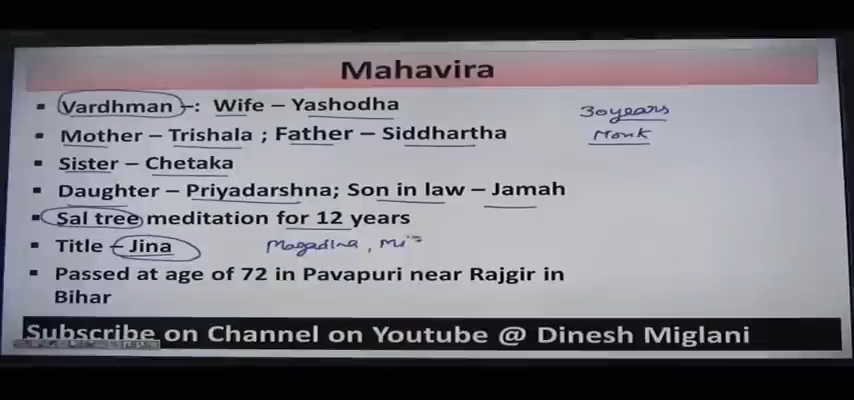 Mahavira
▪ Vardhman -: Wife – Yashodha
30 years
▪ Mother – Trishala ; Father – Siddhartha
Monk
▪ Sister – Chetaka
▪ Daughter – Priyadarshna; Son in law – Jamah
▪ Sal tree meditation for 12 years
▪ Title – Jina
Magadha, Mi
▪ Passed at age of 72 in Pavapuri near Rajgir in
Bihar
Subscribe on Channel on Youtube @ Dinesh Miglani